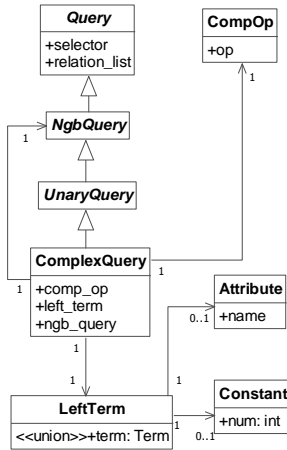 Query
+selector
+relation_list
CompOp
+op
1
NgbQuery
1
UnaryQuery
ComplexQuery
+comp_op
+left_term
+ngb_query
1
1
1
Attribute
+name
0..1
1
1
LeftTerm
<<union>>+term: Term
1
0..1
Constant
+num: int